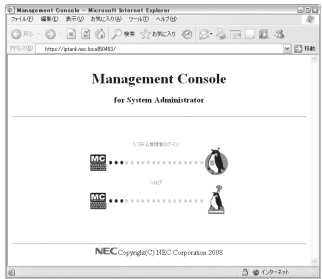 Management Console - Microsoft Internet Explorer
ファイル(F) 編集(E) 表示(V) お気に入り(A) ツール(T) ヘルプ(H)
戻る 検索 お気に入り
アドレス(D) https://iptank.nec.local:50453/ 移動
Management Console
for System Administrator
システム管理者ログイン
MC
ヘルプ
MC
NEC Copyright(C) NEC Corporation 2008
インターネット